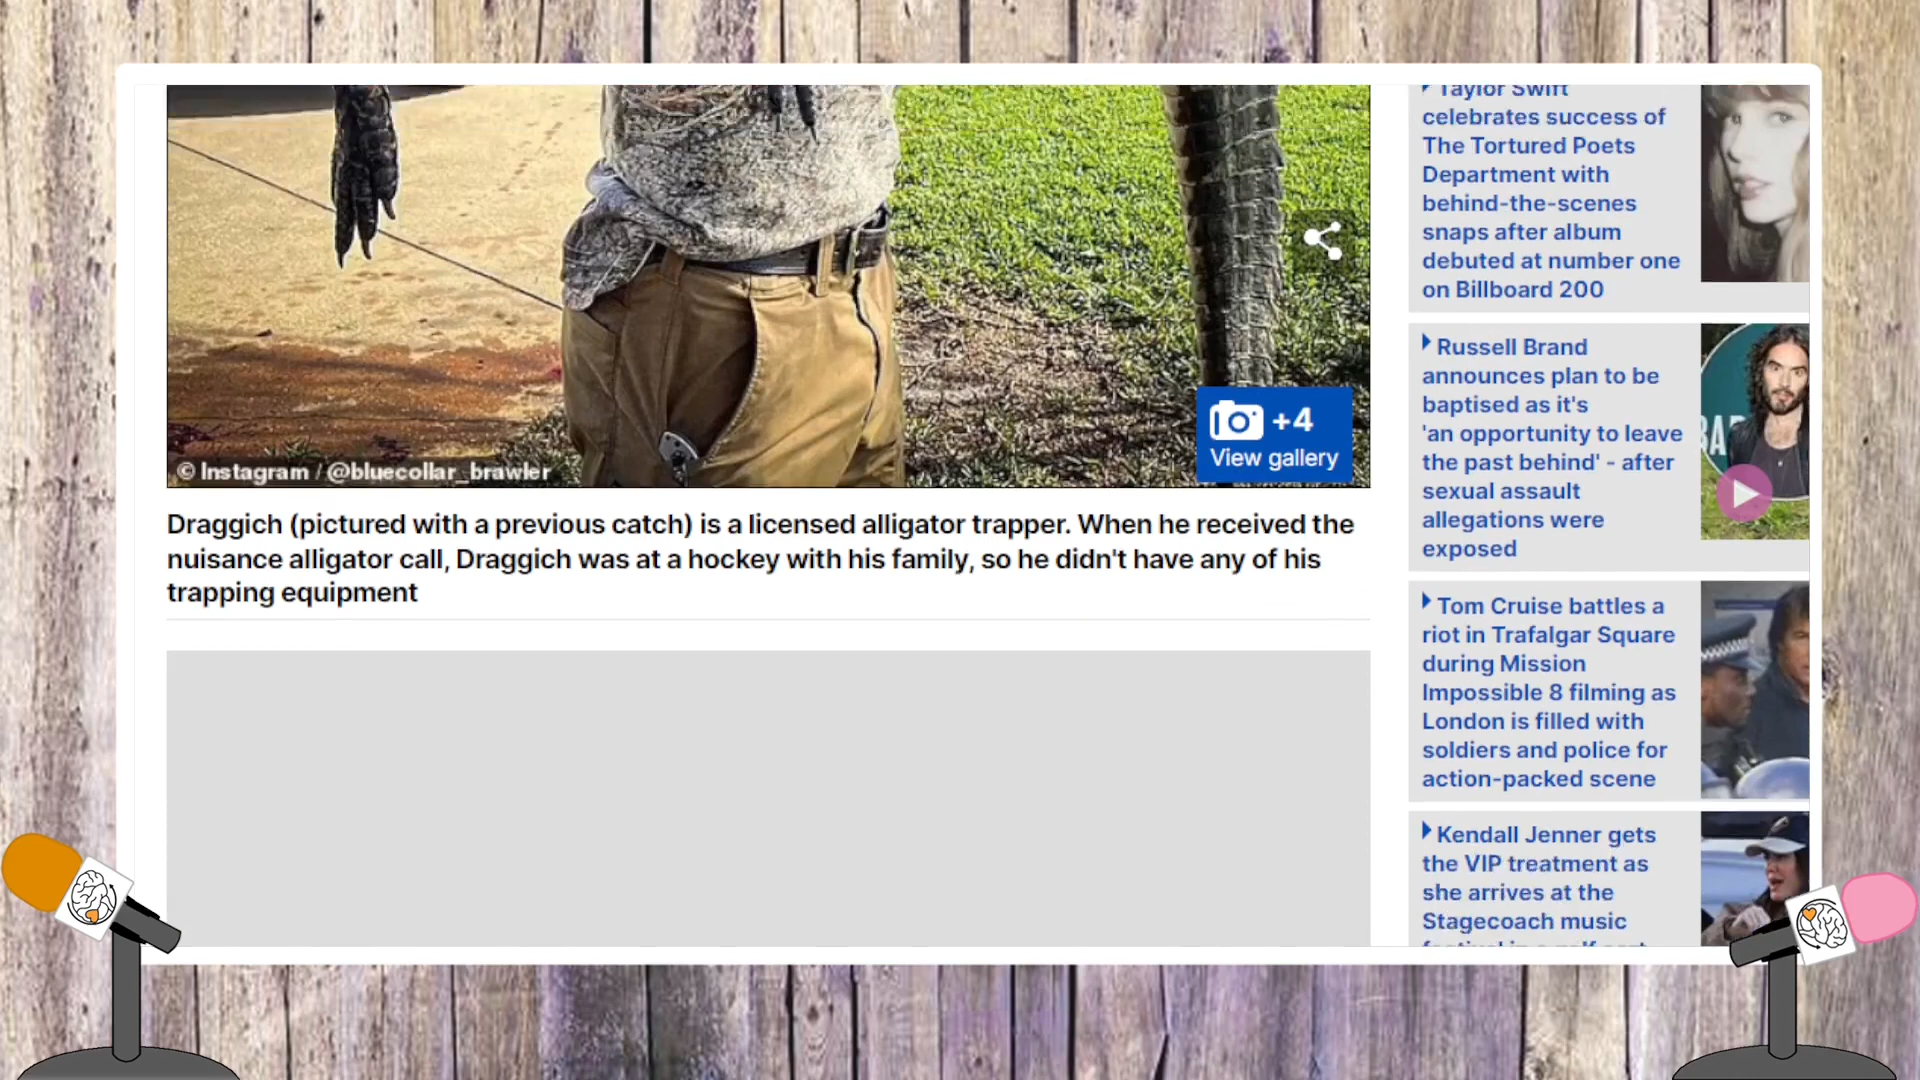 © Instagram / @bluecollar_brawler
+4
View gallery
Draggich (pictured with a previous catch) is a licensed alligator trapper. When he received the
nuisance alligator call, Draggich was at a hockey with his family, so he didn't have any of his
trapping equipment
Taylor Swift
celebrates success of
The Tortured Poets
Department with
behind-the-scenes
snaps after album
debuted at number one
on Billboard 200
Russell Brand
announces plan to be
baptised as it's
'an opportunity to leave
the past behind' - after
sexual assault
allegations were
exposed
Tom Cruise battles a
riot in Trafalgar Square
during Mission
Impossible 8 filming as
London is filled with
soldiers and police for
action-packed scene
Kendall Jenner gets
the VIP treatment as
she arrives at the
Stagecoach music